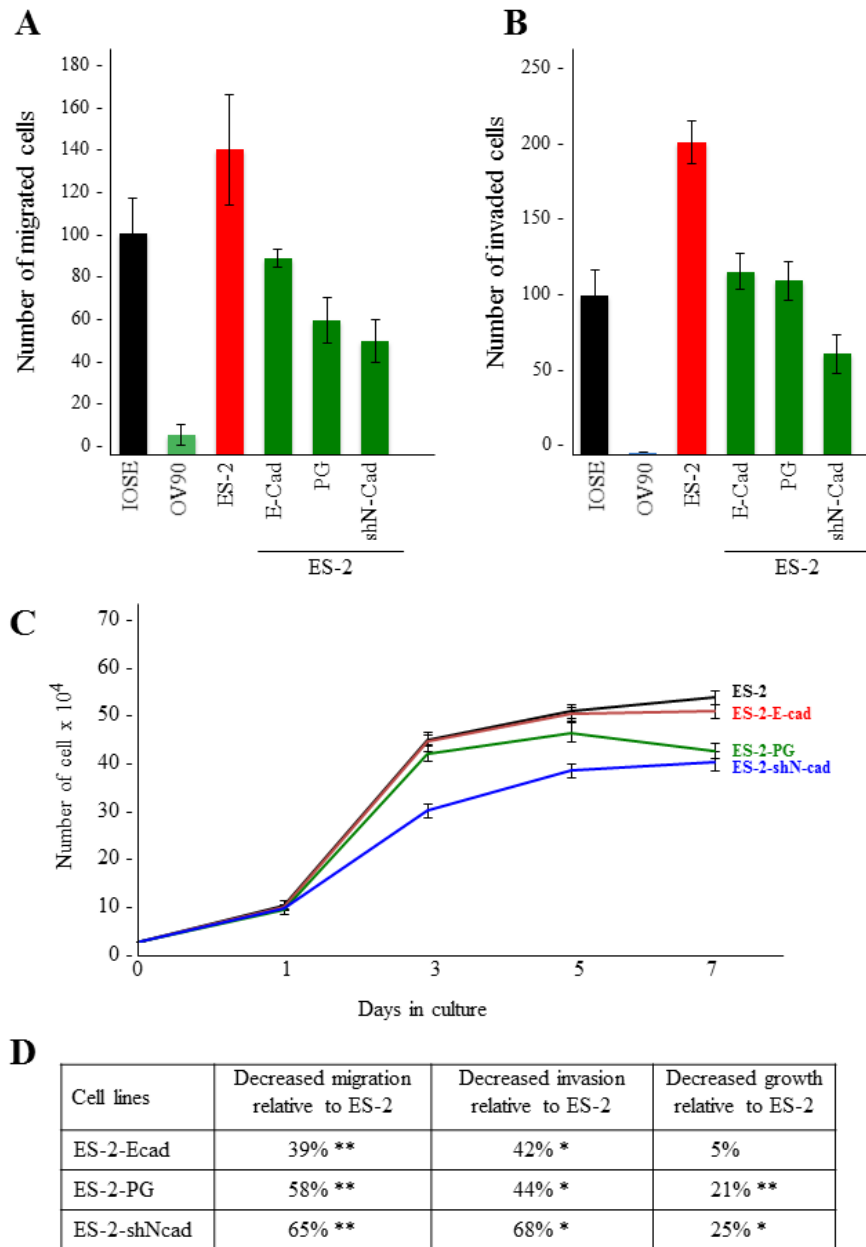 A
Number of migrated cells
180 -
160 -
140 -
120 -
100 -
80 -
60 -
40 -
20 -
0 -
IOSE
OV90
ES-2
E-Cad
PG
shN-Cad
ES-2
B
Number of invaded cells
250 -
200 -
150 -
100 -
50 -
0 -
IOSE
OV90
ES-2
E-Cad
PG
shN-Cad
ES-2
C
Number of cell x 10⁴
70 -
60 -
50 -
40 -
30 -
20 -
10 -
0 -
0 1 3 5 7
Days in culture
ES-2
ES-2-E-cad
ES-2-PG
ES-2-shN-cad
D
Cell lines
Decreased migration
relative to ES-2
Decreased invasion
relative to ES-2
Decreased growth
relative to ES-2
ES-2-Ecad 39% ** 42% * 5%
ES-2-PG 58% ** 44% * 21% **
ES-2-shNcad 65% ** 68% * 25% *